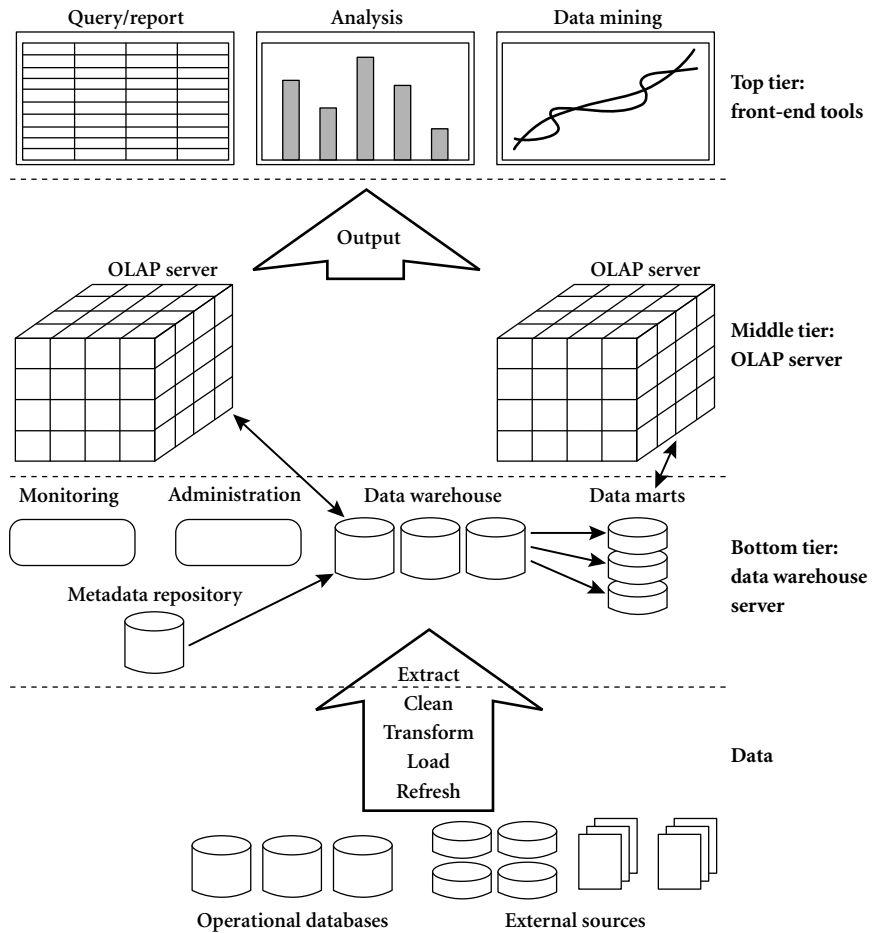 Query/report
Analysis
Data mining
Top tier:
front-end tools
Output
OLAP server
OLAP server
Middle tier:
OLAP server
Monitoring
Administration
Data warehouse
Data marts
Bottom tier:
data warehouse
server
Metadata repository
Extract
Clean
Transform
Load
Refresh
Data
Operational databases
External sources